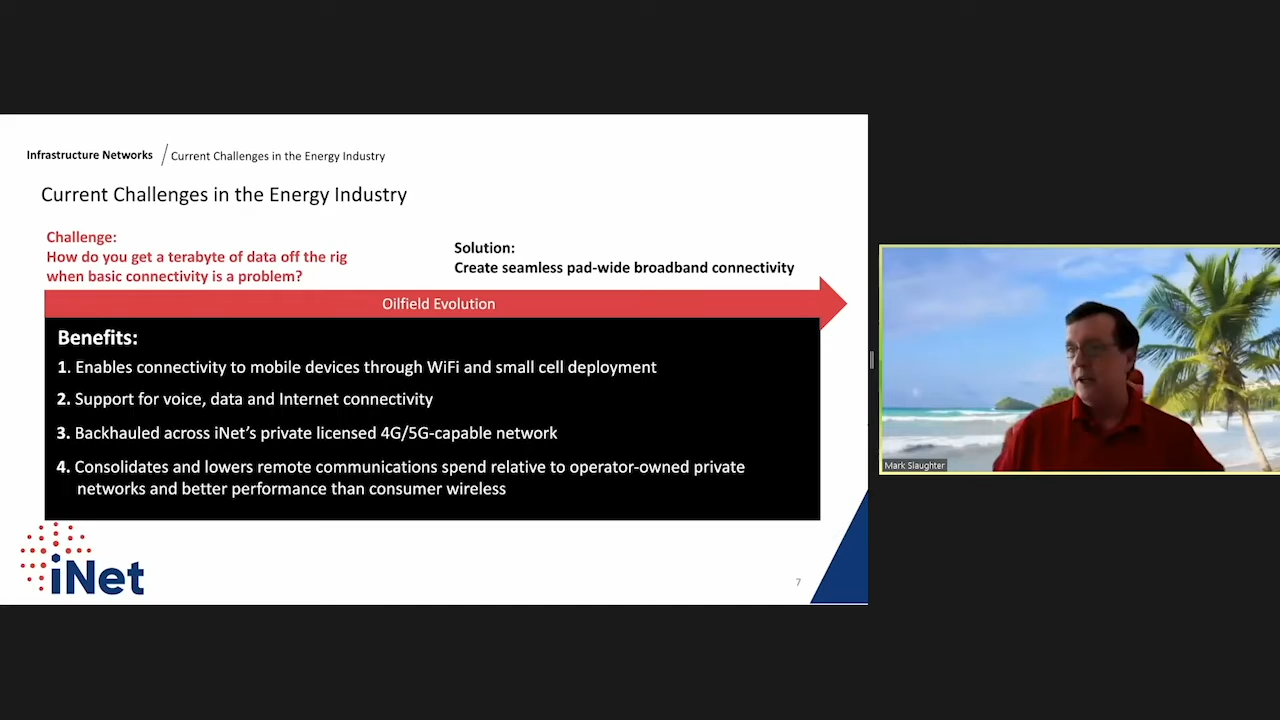 Infrastructure Networks / Current Challenges in the Energy Industry
Current Challenges in the Energy Industry
Challenge:
How do you get a terabyte of data off the rig
when basic connectivity is a problem?
Solution:
Create seamless pad-wide broadband connectivity
Oilfield Evolution
Benefits:
1. Enables connectivity to mobile devices through WiFi and small cell deployment
2. Support for voice, data and Internet connectivity
3. Backhauled across iNet’s private licensed 4G/5G-capable network
4. Consolidates and lowers remote communications spend relative to operator-owned private
networks and better performance than consumer wireless
iNet
7
Mark Slaughter